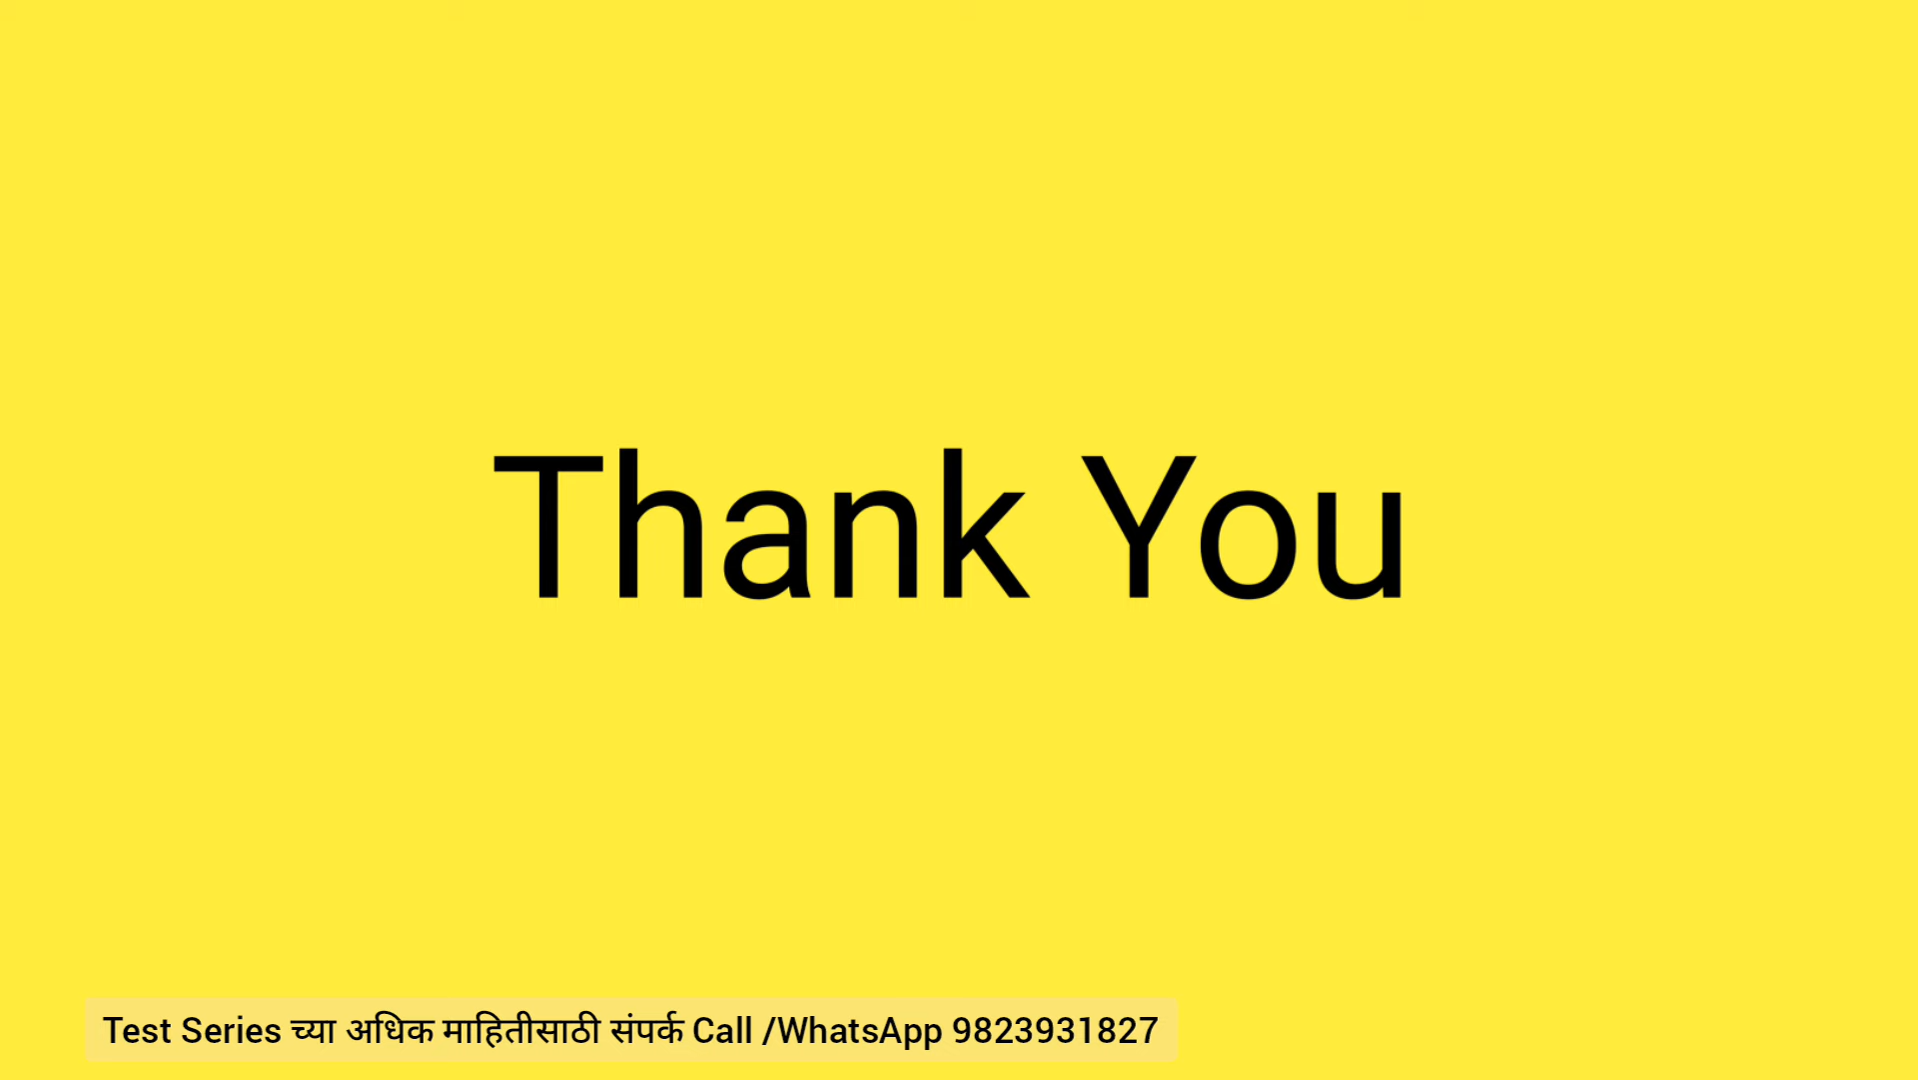 Thank You
Test Series च्या अधिक माहितीसाठी संपर्क Call /WhatsApp 9823931827